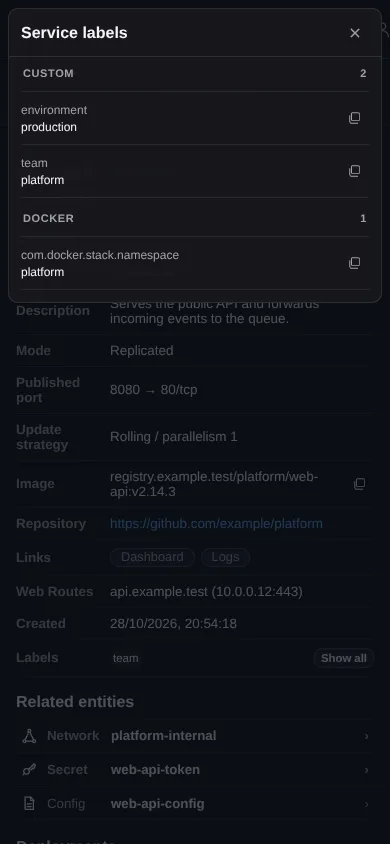 Service labels
CUSTOM 2
environment
production
team
platform
DOCKER 1
com.docker.stack.namespace
platform
Description Serves the public API and forwards
incoming events to the queue.
Mode Replicated
Published
port 8080 → 80/tcp
Update
strategy Rolling / parallelism 1
Image registry.example.test/platform/web-
api:v2.14.3
Repository https://github.com/example/platform
Links Dashboard Logs
Web Routes api.example.test (10.0.0.12:443)
Created 28/10/2026, 20:54:18
Labels team Show all
Related entities
Network platform-internal
Secret web-api-token
Config web-api-config